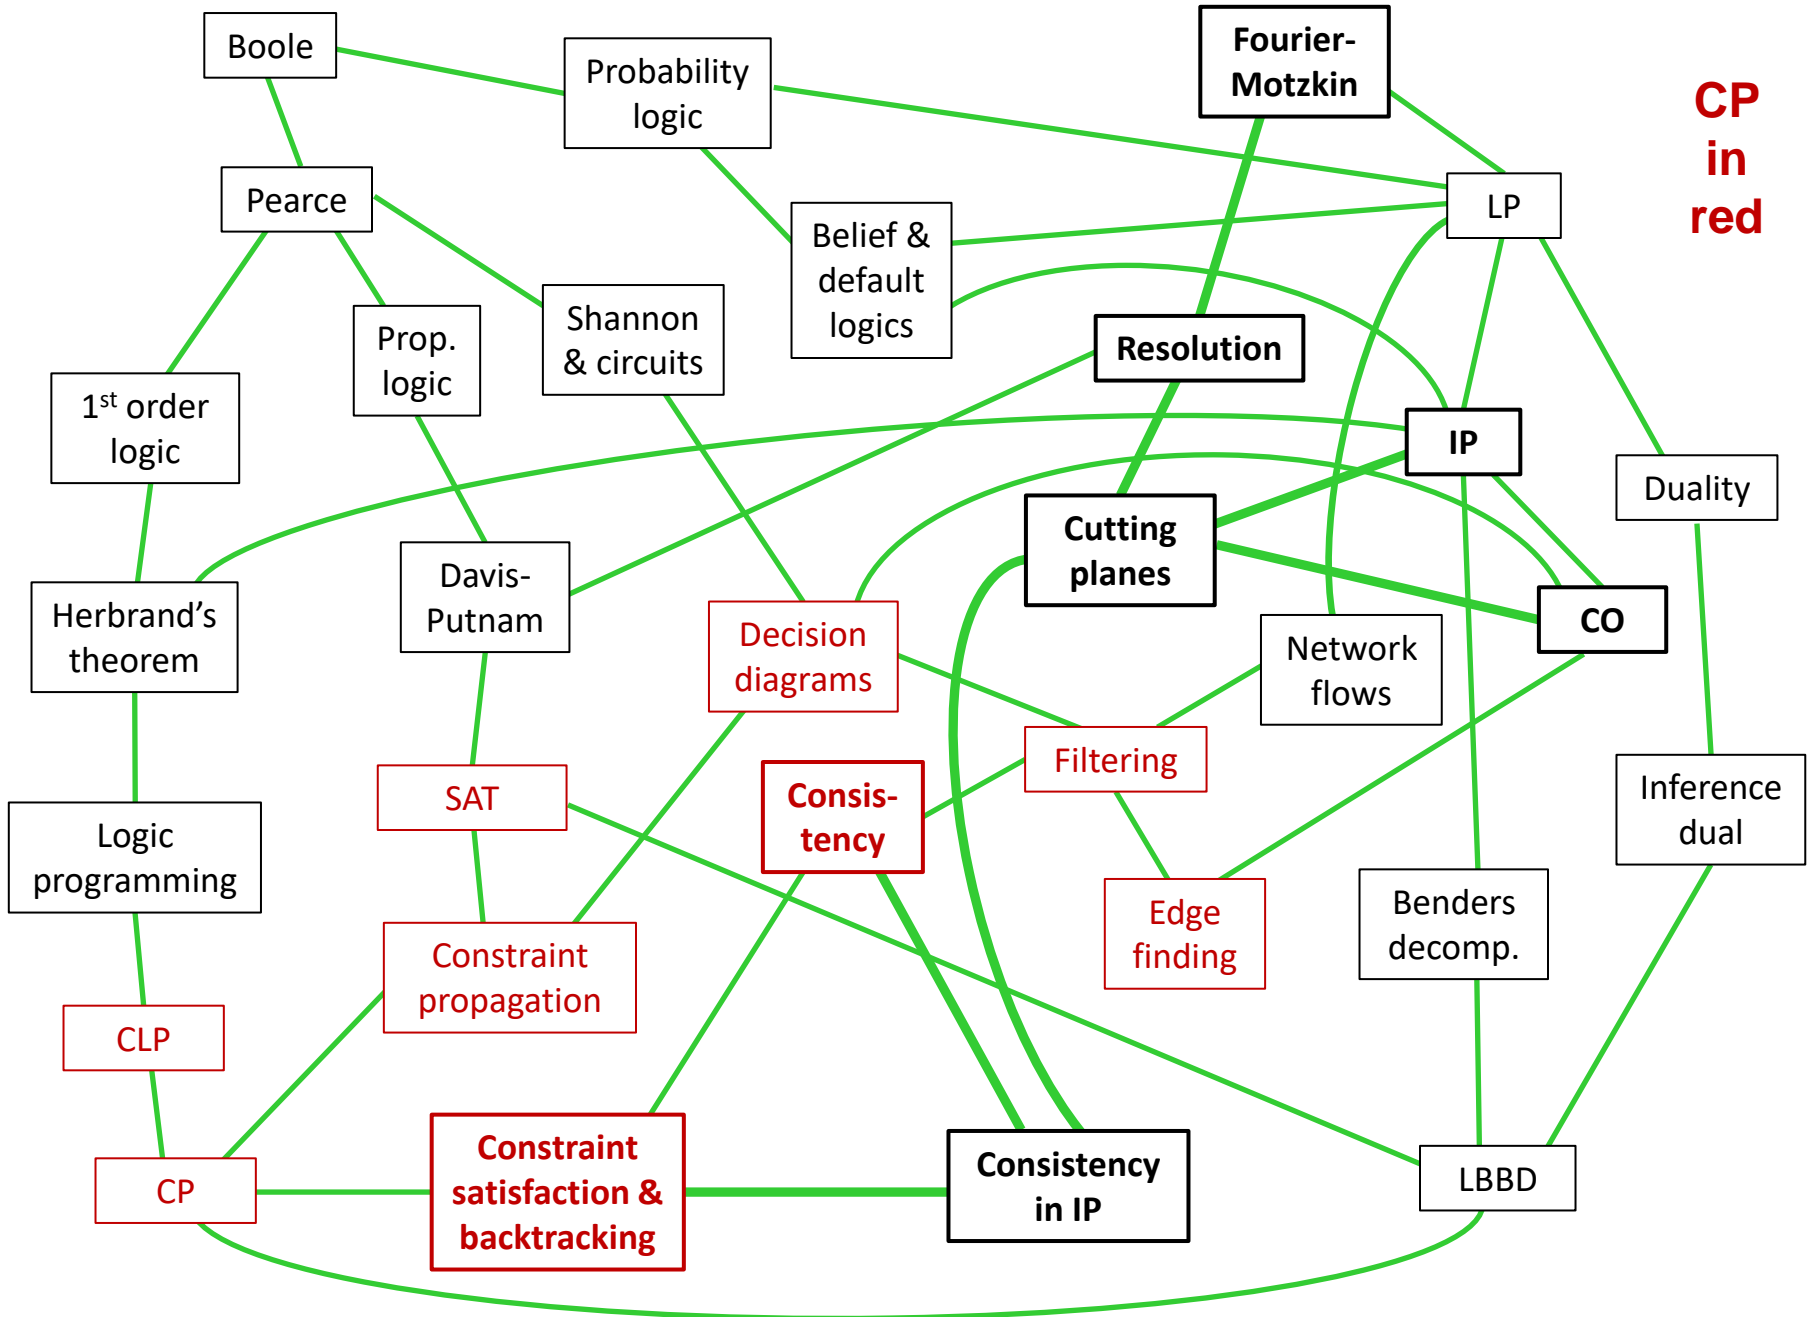 Boole
Probability
logic
Fourier-
Motzkin
CP
in
red
Pearce
LP
Belief &
default
logics
Shannon
& circuits
Prop.
logic
Resolution
1st order
logic
IP
Duality
Cutting
planes
Davis-
Putnam
Herbrand's
theorem
Decision
diagrams
CO
Network
flows
Filtering
SAT
Consis-
tency
Inference
dual
Logic
programming
Edge
finding
Benders
decomp.
Constraint
propagation
CLP
CP
Constraint
satisfaction &
backtracking
Consistency
in IP
LBBD